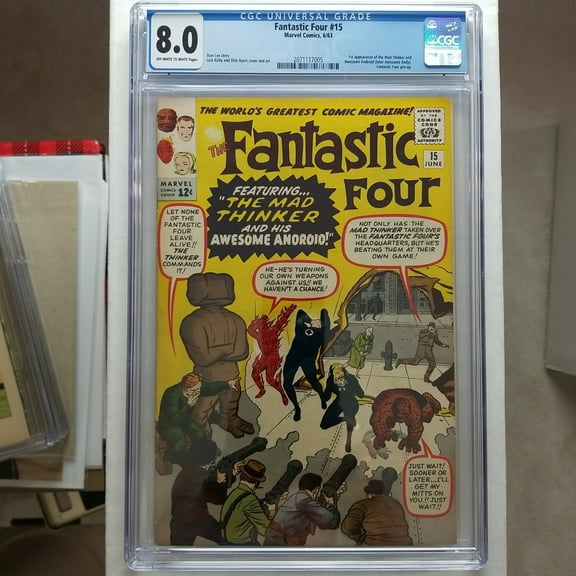 CGC UNIVERSAL GRADE
8.0
OFF-WHITE TO WHITE Pages
Fantastic Four #15
Marvel Comics, 6/63
Stan Lee story
Jack Kirby and Dick Ayers cover and art
2071117005
1st appearance of the Mad Thinker and
Fantastic Four pin-up.
CGC
THE WORLD'S GREATEST COMIC MAGAZINE!
THE Fantastic
FOUR
APPROVED
BY THE
COMICS
CODE
AUTHORITY
15
JUNE
MARVEL
COMICS
GROUP
12¢
FEATURING...
"THE MAD
THINKER
AND HIS
AWESOME ANDROID!"
LET NONE
OF THE
FANTASTIC
FOUR
LEAVE
ALIVE!!
THE
THINKER
COMMANDS
IT!
HE-HE'S TURNING
OUR OWN WEAPONS
AGAINST US!! WE
HAVEN'T A CHANCE!
NOT ONLY HAS THE
MAD THINKER TAKEN OVER
THE FANTASTIC FOUR'S
HEADQUARTERS, BUT HE'S
BEATING THEM AT THEIR
OWN GAME!
JUST WAIT!
SOONER OR
LATER...I'LL
GET MY
MITTS ON
YOU!! JUST
WAIT!!